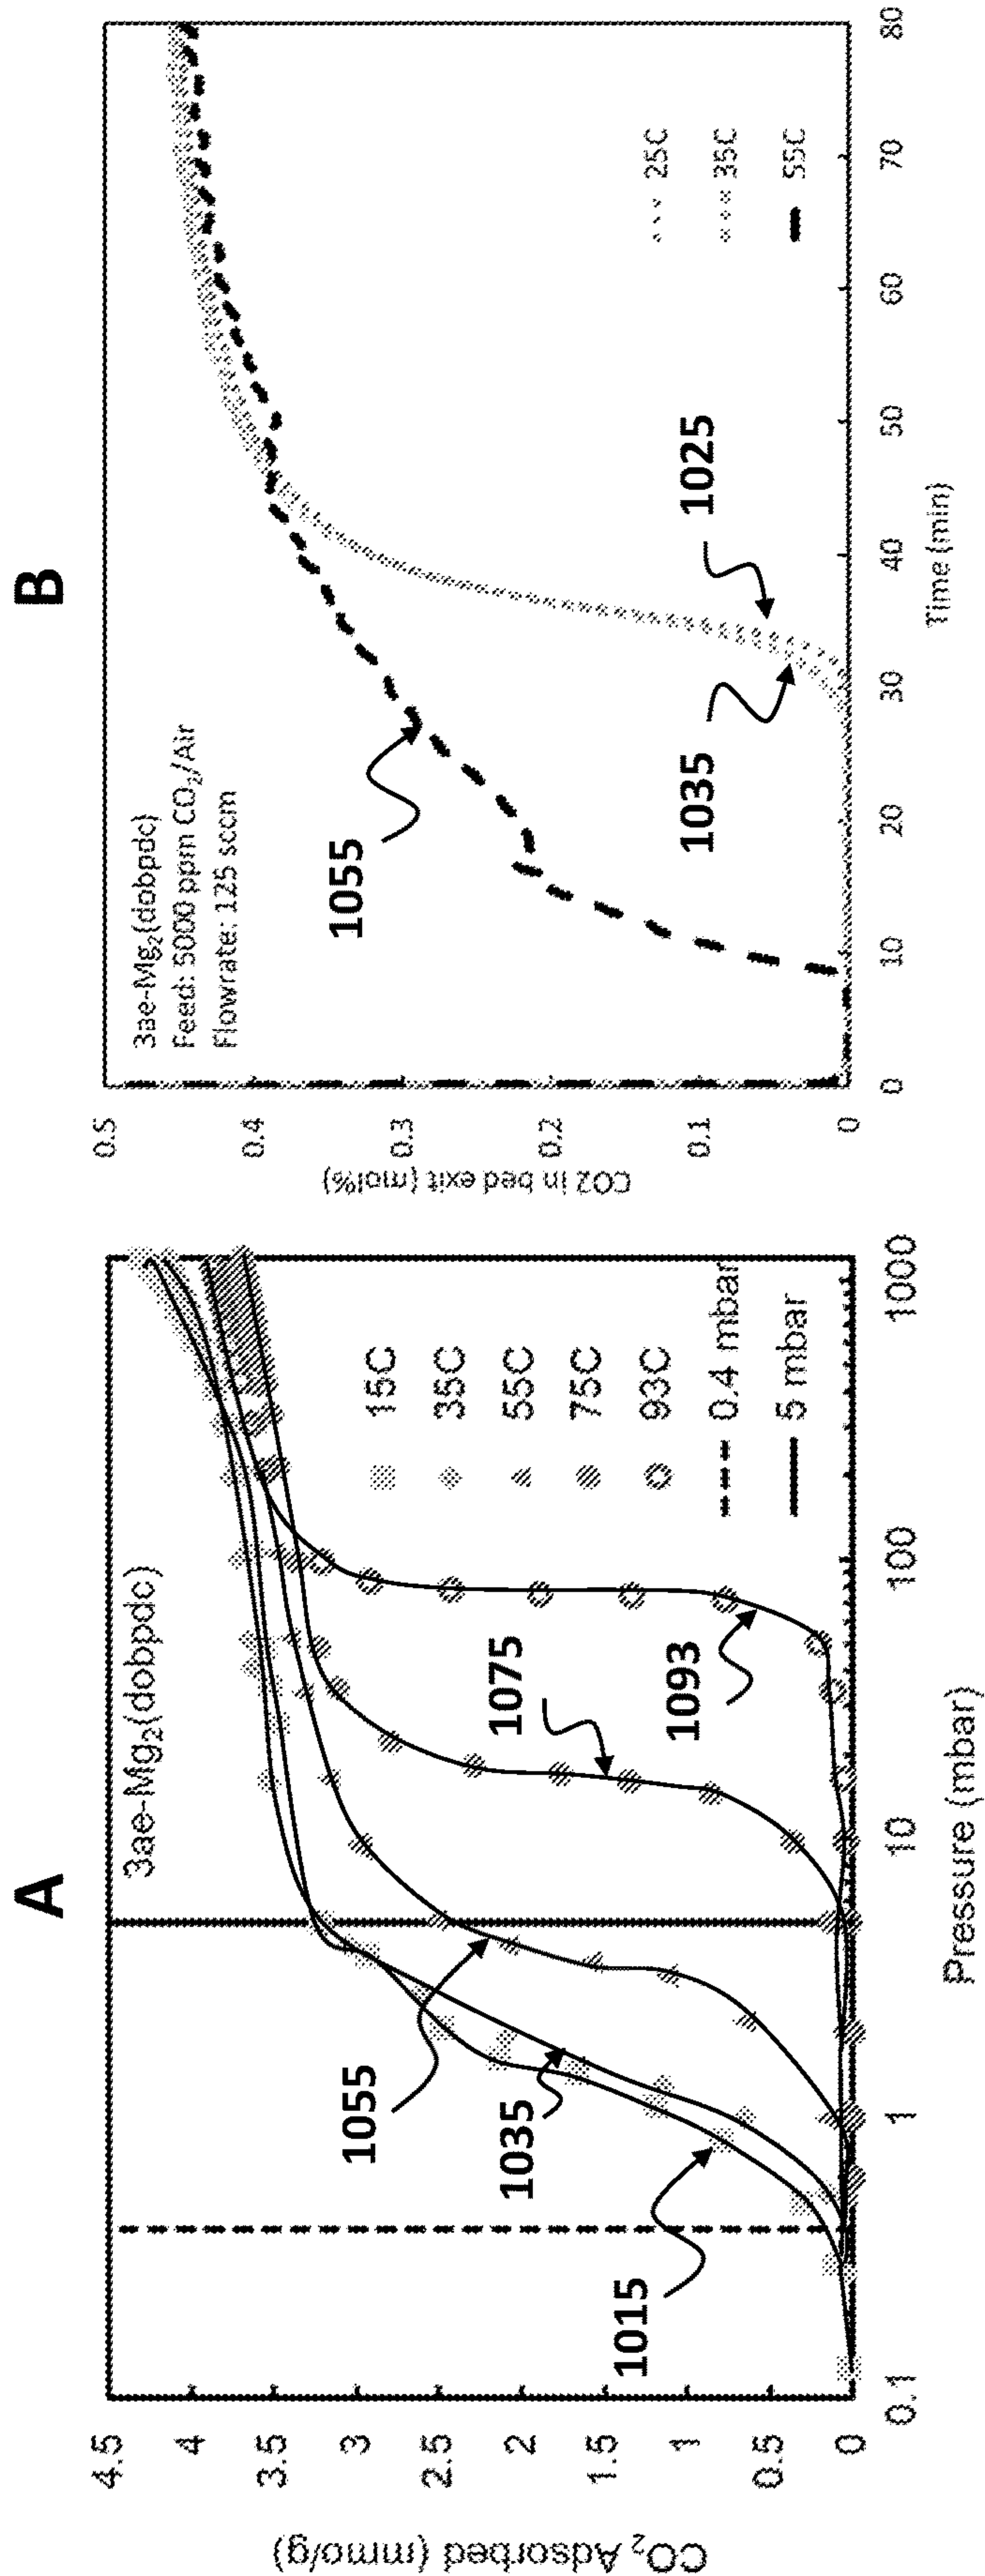 A
3ae-Mg₂(dobpdc)
CO₂ Adsorbed (mmo/g)
4.5
4
3.5
3
2.5
2
1.5
1
0.5
0
0.1
1
10
100
1000
Pressure (mbar)
15C
35C
55C
75C
93C
0.4 mbar
5 mbar
1015
1035
1055
1075
1093
B
3ae-Mg₂(dobpdc)
Feed: 5000 ppm CO₂/Air
Flowrate: 125 sccm
CO2 in bed exit (mol%)
0.5
0.4
0.3
0.2
0.1
0
0
10
20
30
40
50
60
70
80
Time (min)
25C
35C
55C
1055
1035
1025